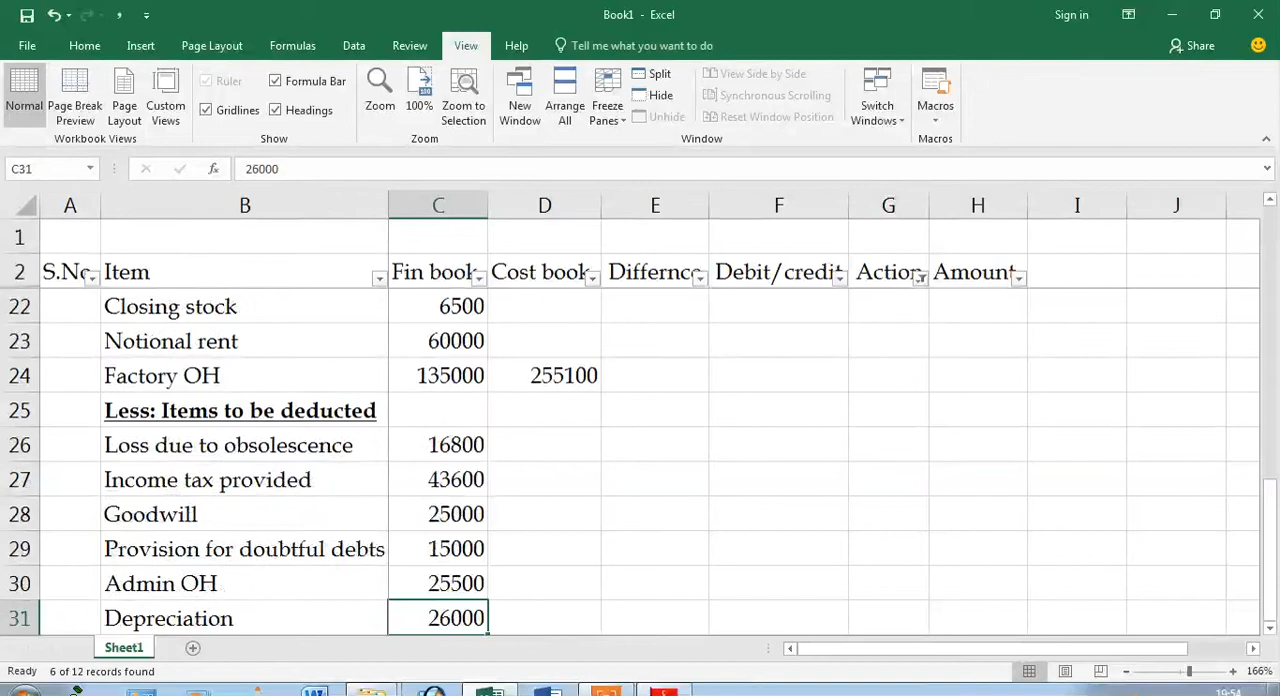 Book1 - Excel
Sign in
File Home Insert Page Layout Formulas Data Review View Help Tell me what you want to do Share
Normal Page Break Preview Page Layout Custom Views
Workbook Views
Ruler Formula Bar
Gridlines Headings
Show
Zoom 100% Zoom to Selection
Zoom
New Window Arrange All Freeze Panes
Split
Hide
Unhide
View Side by Side
Synchronous Scrolling
Reset Window Position
Window
Switch Windows
Macros
Macros
C31 fx 26000
A B C D E F G H I J
1
2 S.No Item Fin book Cost book Differnce Debit/credit Action Amount
22 Closing stock 6500
23 Notional rent 60000
24 Factory OH 135000 255100
25 Less: Items to be deducted
26 Loss due to obsolescence 16800
27 Income tax provided 43600
28 Goodwill 25000
29 Provision for doubtful debts 15000
30 Admin OH 25500
31 Depreciation 26000
Sheet1
Ready 6 of 12 records found 166%
19:54